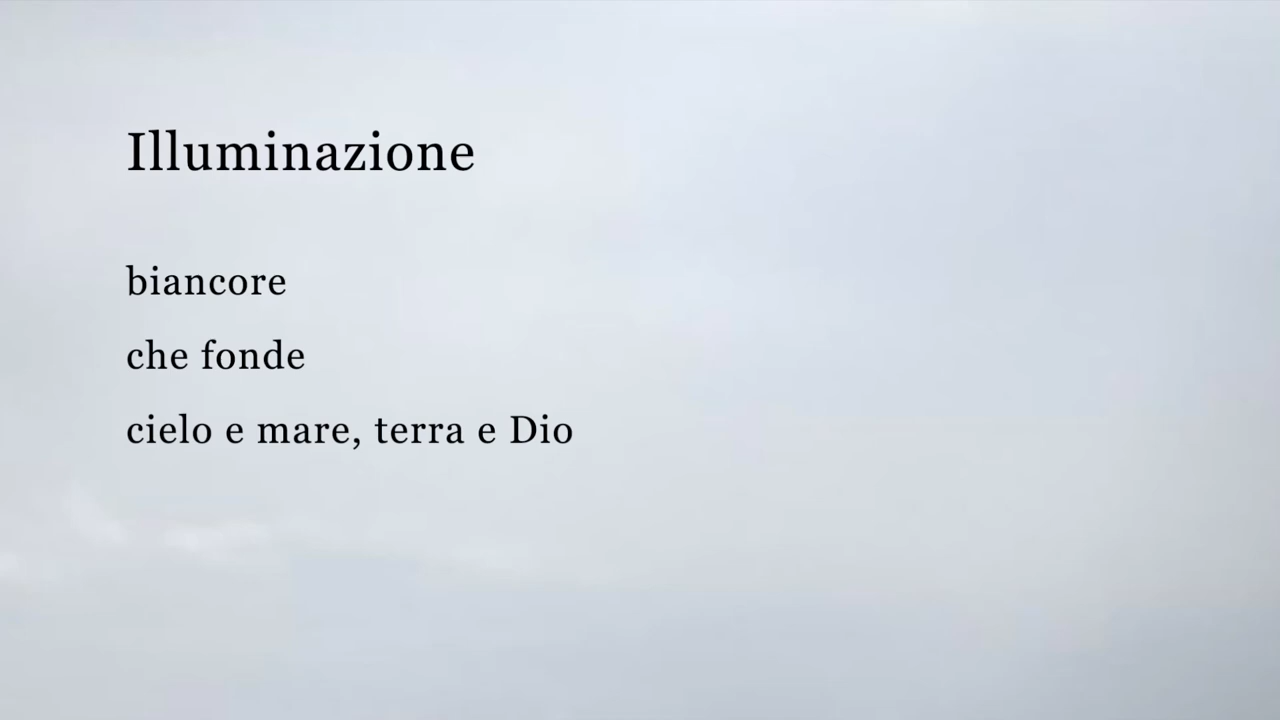 Illuminazione
biancore
che fonde
cielo e mare, terra e Dio